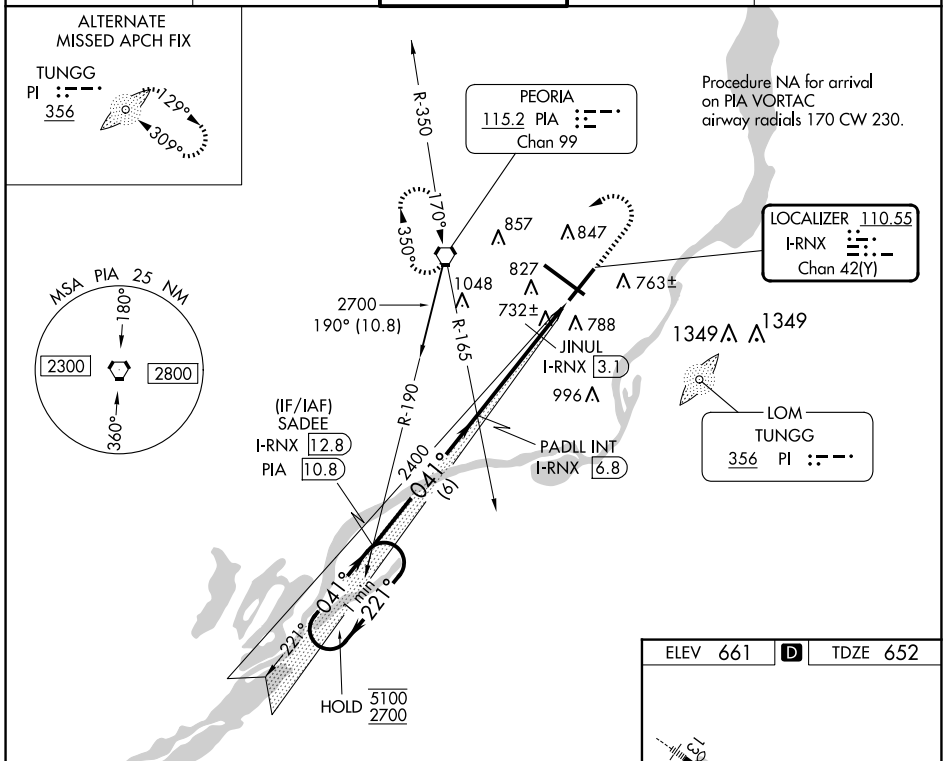 ALTERNATE
MISSED APCH FIX
TUNGG
PI
356
129°
309°
R-350
PEORIA
115.2 PIA
Chan 99
Procedure NA for arrival
on PIA VORTAC
airway radials 170 CW 230.
170°
350°
857
847
LOCALIZER 110.55
I-RNX
Chan 42(Y)
MSA PIA 25 NM
180°
2300
2800
360°
2700
190° (10.8)
1048
827
763±
732±
788
R-165
JINUL
I-RNX 3.1
1349
1349
996
R-190
(IF/IAF)
SADEE
I-RNX 12.8
PIA 10.8
2400
041°
(6)
PADLL INT
I-RNX 6.8
LOM
TUNGG
356 PI
041°
1 min
221°
221°
HOLD 5100
2700
ELEV 661 D TDZE 652